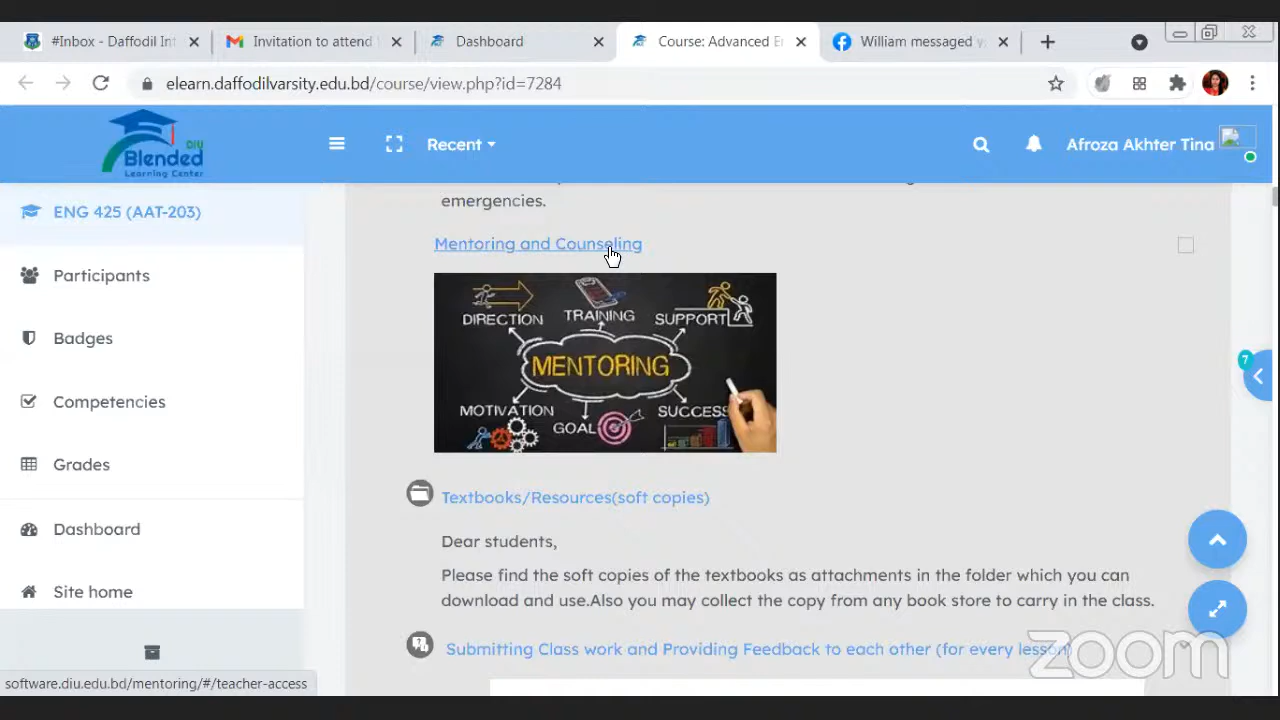 #Inbox - Daffodil Int
Invitation to attend
Dashboard
Course: Advanced En
William messaged y
elearn.daffodilvarsity.edu.bd/course/view.php?id=7284
DIU
Blended
Learning Center
Recent
Afroza Akhter Tina
ENG 425 (AAT-203)
Participants
Badges
Competencies
Grades
Dashboard
Site home
software.diu.edu.bd/mentoring/#/teacher-access
emergencies.
Mentoring and Counseling
DIRECTION
TRAINING
SUPPORT
MENTORING
MOTIVATION
GOAL
SUCCESS
7
Textbooks/Resources(soft copies)
Dear students,
Please find the soft copies of the textbooks as attachments in the folder which you can
download and use.Also you may collect the copy from any book store to carry in the class.
Submitting Class work and Providing Feedback to each other (for every lesson)
zoom